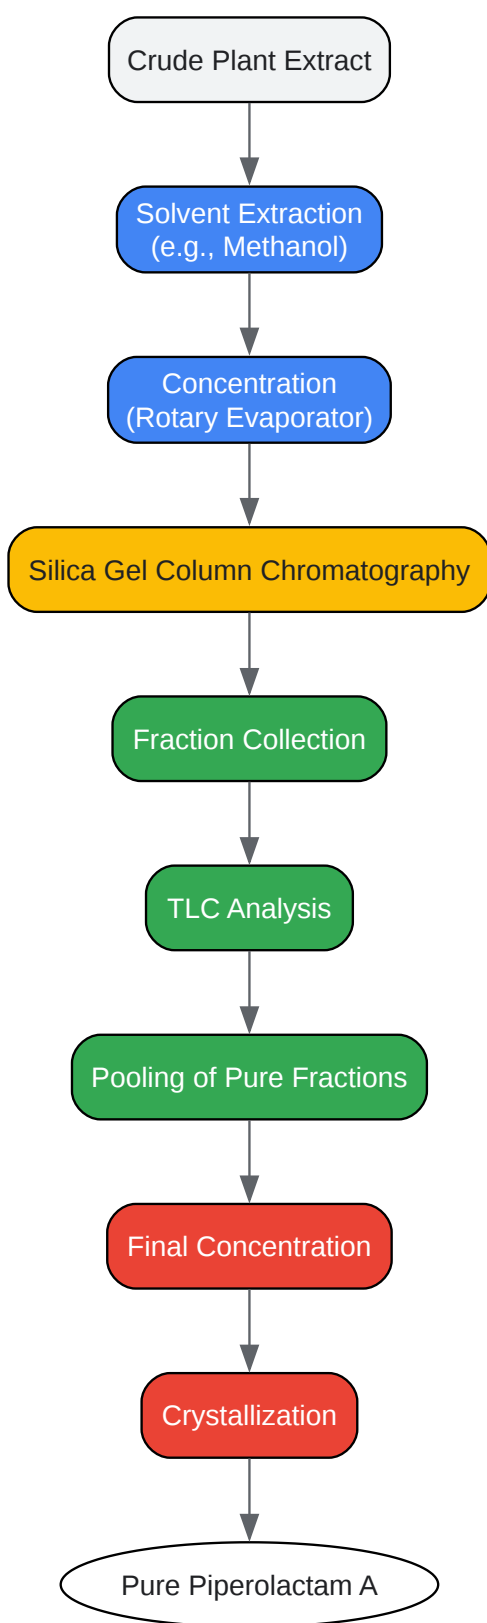 Crude Plant Extract
Solvent Extraction
(e.g., Methanol)
Concentration
(Rotary Evaporator)
Silica Gel Column Chromatography
Fraction Collection
TLC Analysis
Pooling of Pure Fractions
Final Concentration
Crystallization
Pure Piperolactam A